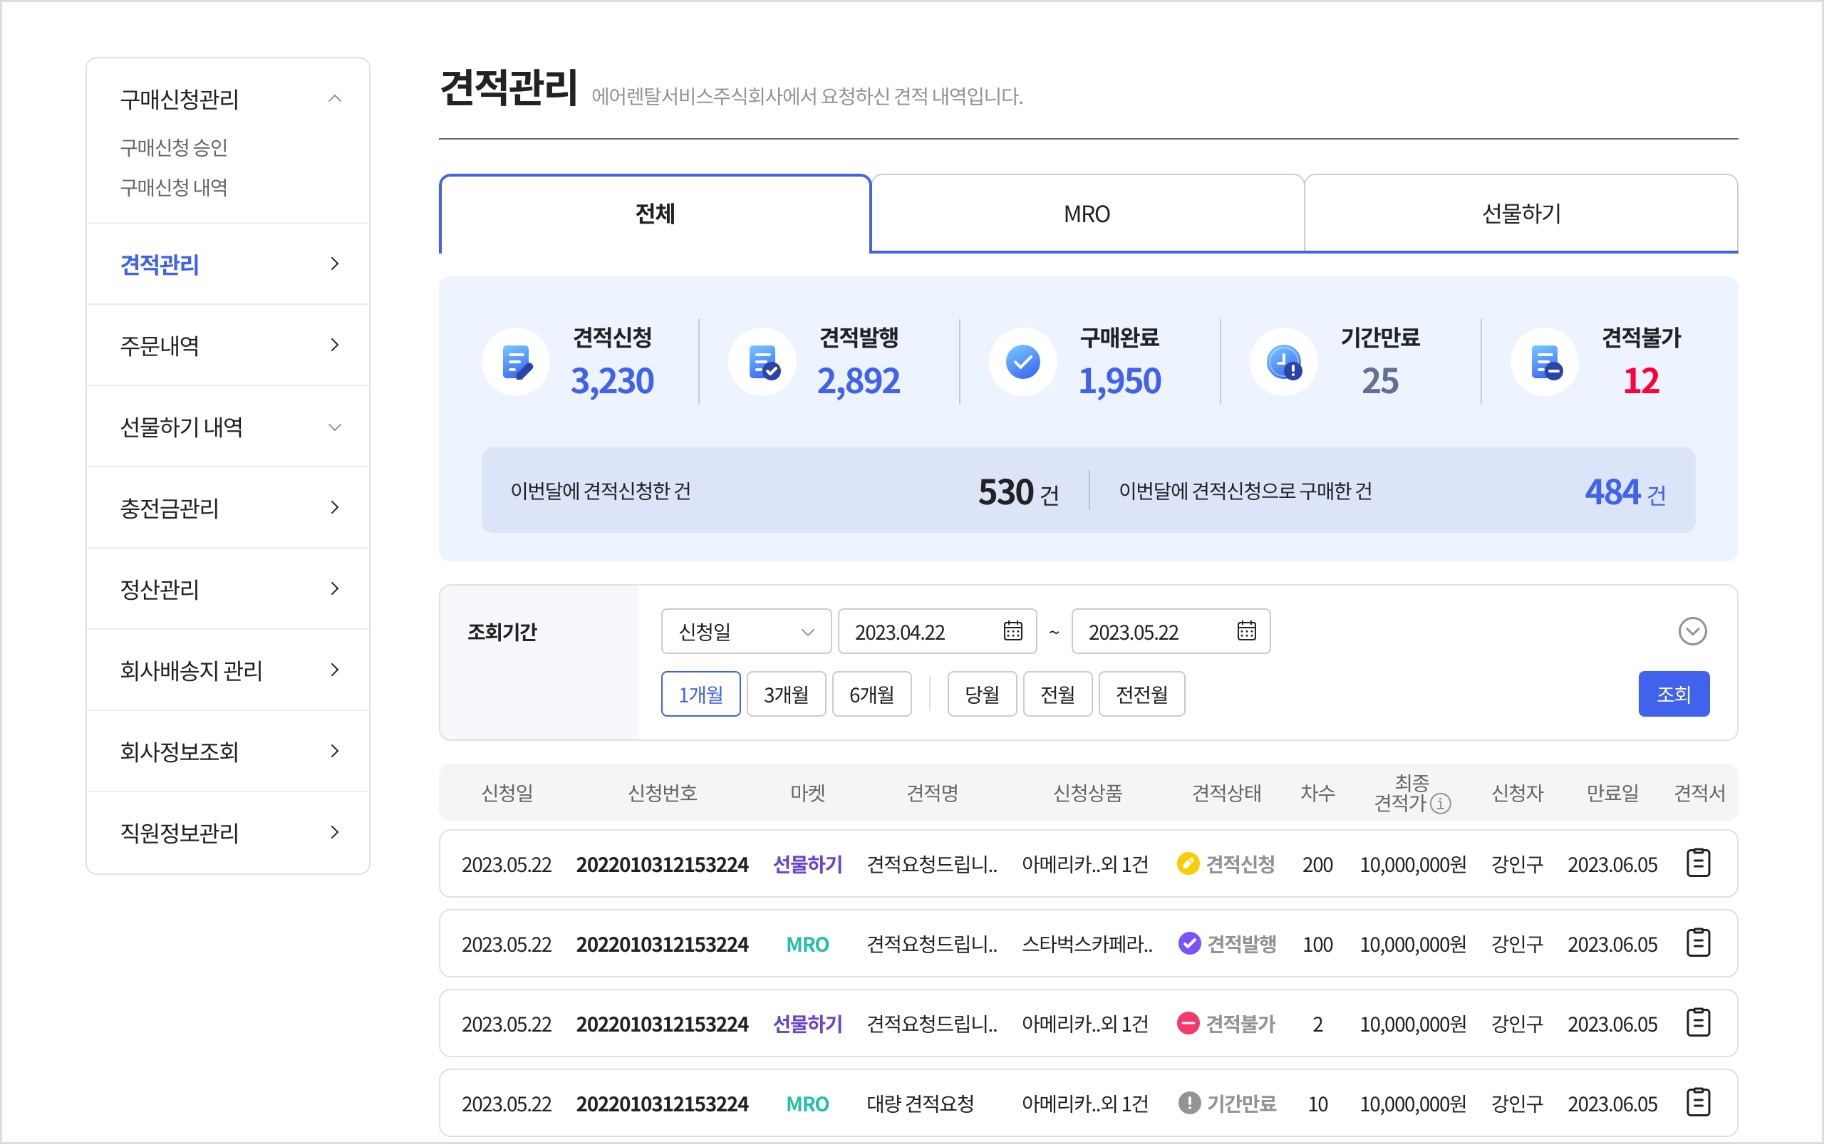 구매신청관리
구매신청 승인
구매신청 내역
견적관리
주문내역
선물하기 내역
충전금관리
정산관리
회사배송지 관리
회사정보조회
직원정보관리
견적관리 에어렌탈서비스주식회사에서 요청하신 견적 내역입니다.
전체 MRO 선물하기
견적신청 견적발행 구매완료 기간만료 견적불가
3,230 2,892 1,950 25 12
이번달에 견적신청한 건 530 건 이번달에 견적신청으로 구매한 건 484 건
조회기간 신청일 2023.04.22 ~ 2023.05.22
1개월 3개월 6개월 당월 전월 전전월 조회
신청일 신청번호 마켓 견적명 신청상품 견적상태 차수 최종 견적가 신청자 만료일 견적서
2023.05.22 2022010312153224 선물하기 견적요청드립니.. 아메리카..외 1건 견적신청 200 10,000,000원 강인구 2023.06.05
2023.05.22 2022010312153224 MRO 견적요청드립니.. 스타벅스카페라.. 견적발행 100 10,000,000원 강인구 2023.06.05
2023.05.22 2022010312153224 선물하기 견적요청드립니.. 아메리카..외 1건 견적불가 2 10,000,000원 강인구 2023.06.05
2023.05.22 2022010312153224 MRO 대량 견적요청 아메리카..외 1건 기간만료 10 10,000,000원 강인구 2023.06.05